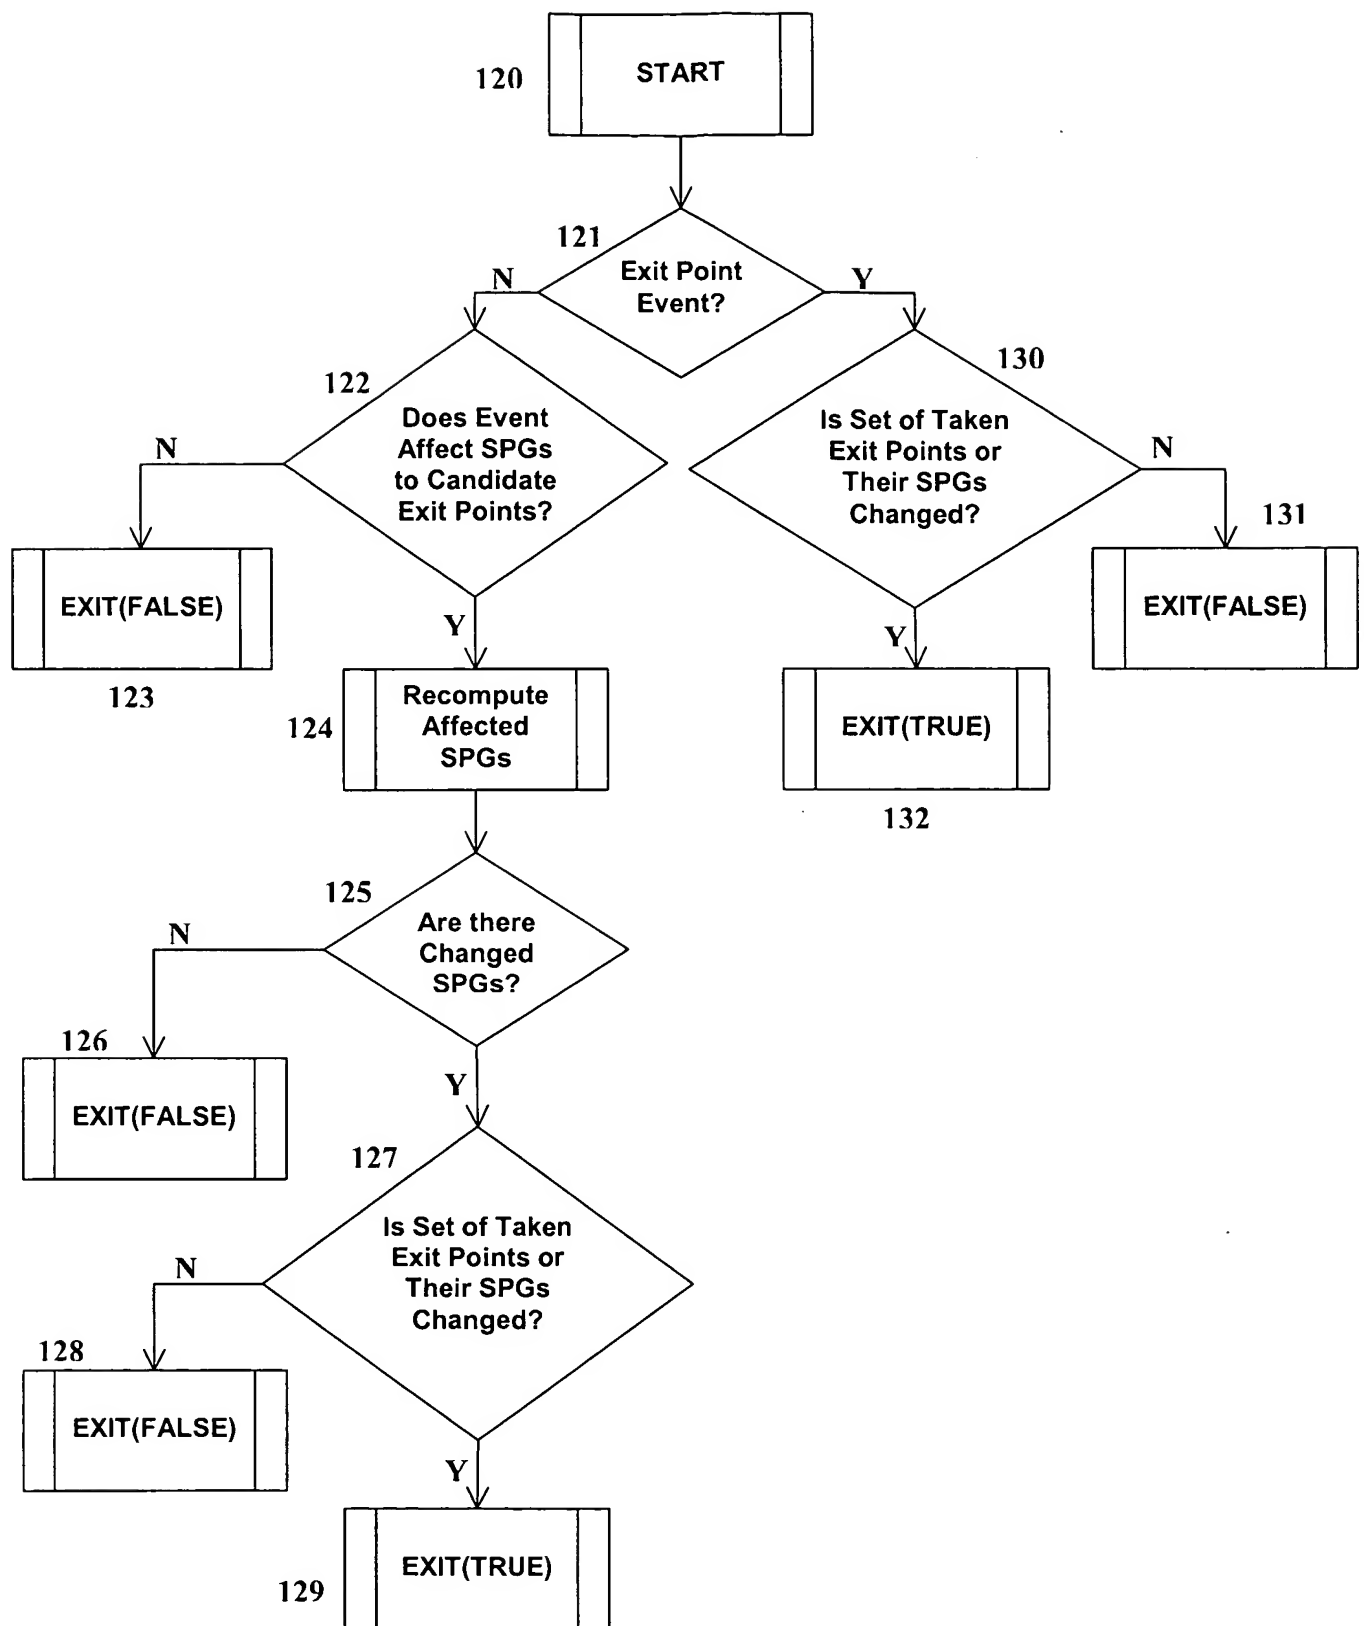 120
START
121
Exit Point
Event?
N
Y
122
Does Event
Affect SPGs
to Candidate
Exit Points?
130
Is Set of Taken
Exit Points or
Their SPGs
Changed?
N
N
131
EXIT(FALSE)
123
Y
EXIT(FALSE)
Y
124
Recompute
Affected
SPGs
EXIT(TRUE)
132
125
Are there
Changed
SPGs?
N
126
EXIT(FALSE)
Y
127
Is Set of Taken
Exit Points or
Their SPGs
Changed?
N
128
EXIT(FALSE)
Y
129
EXIT(TRUE)